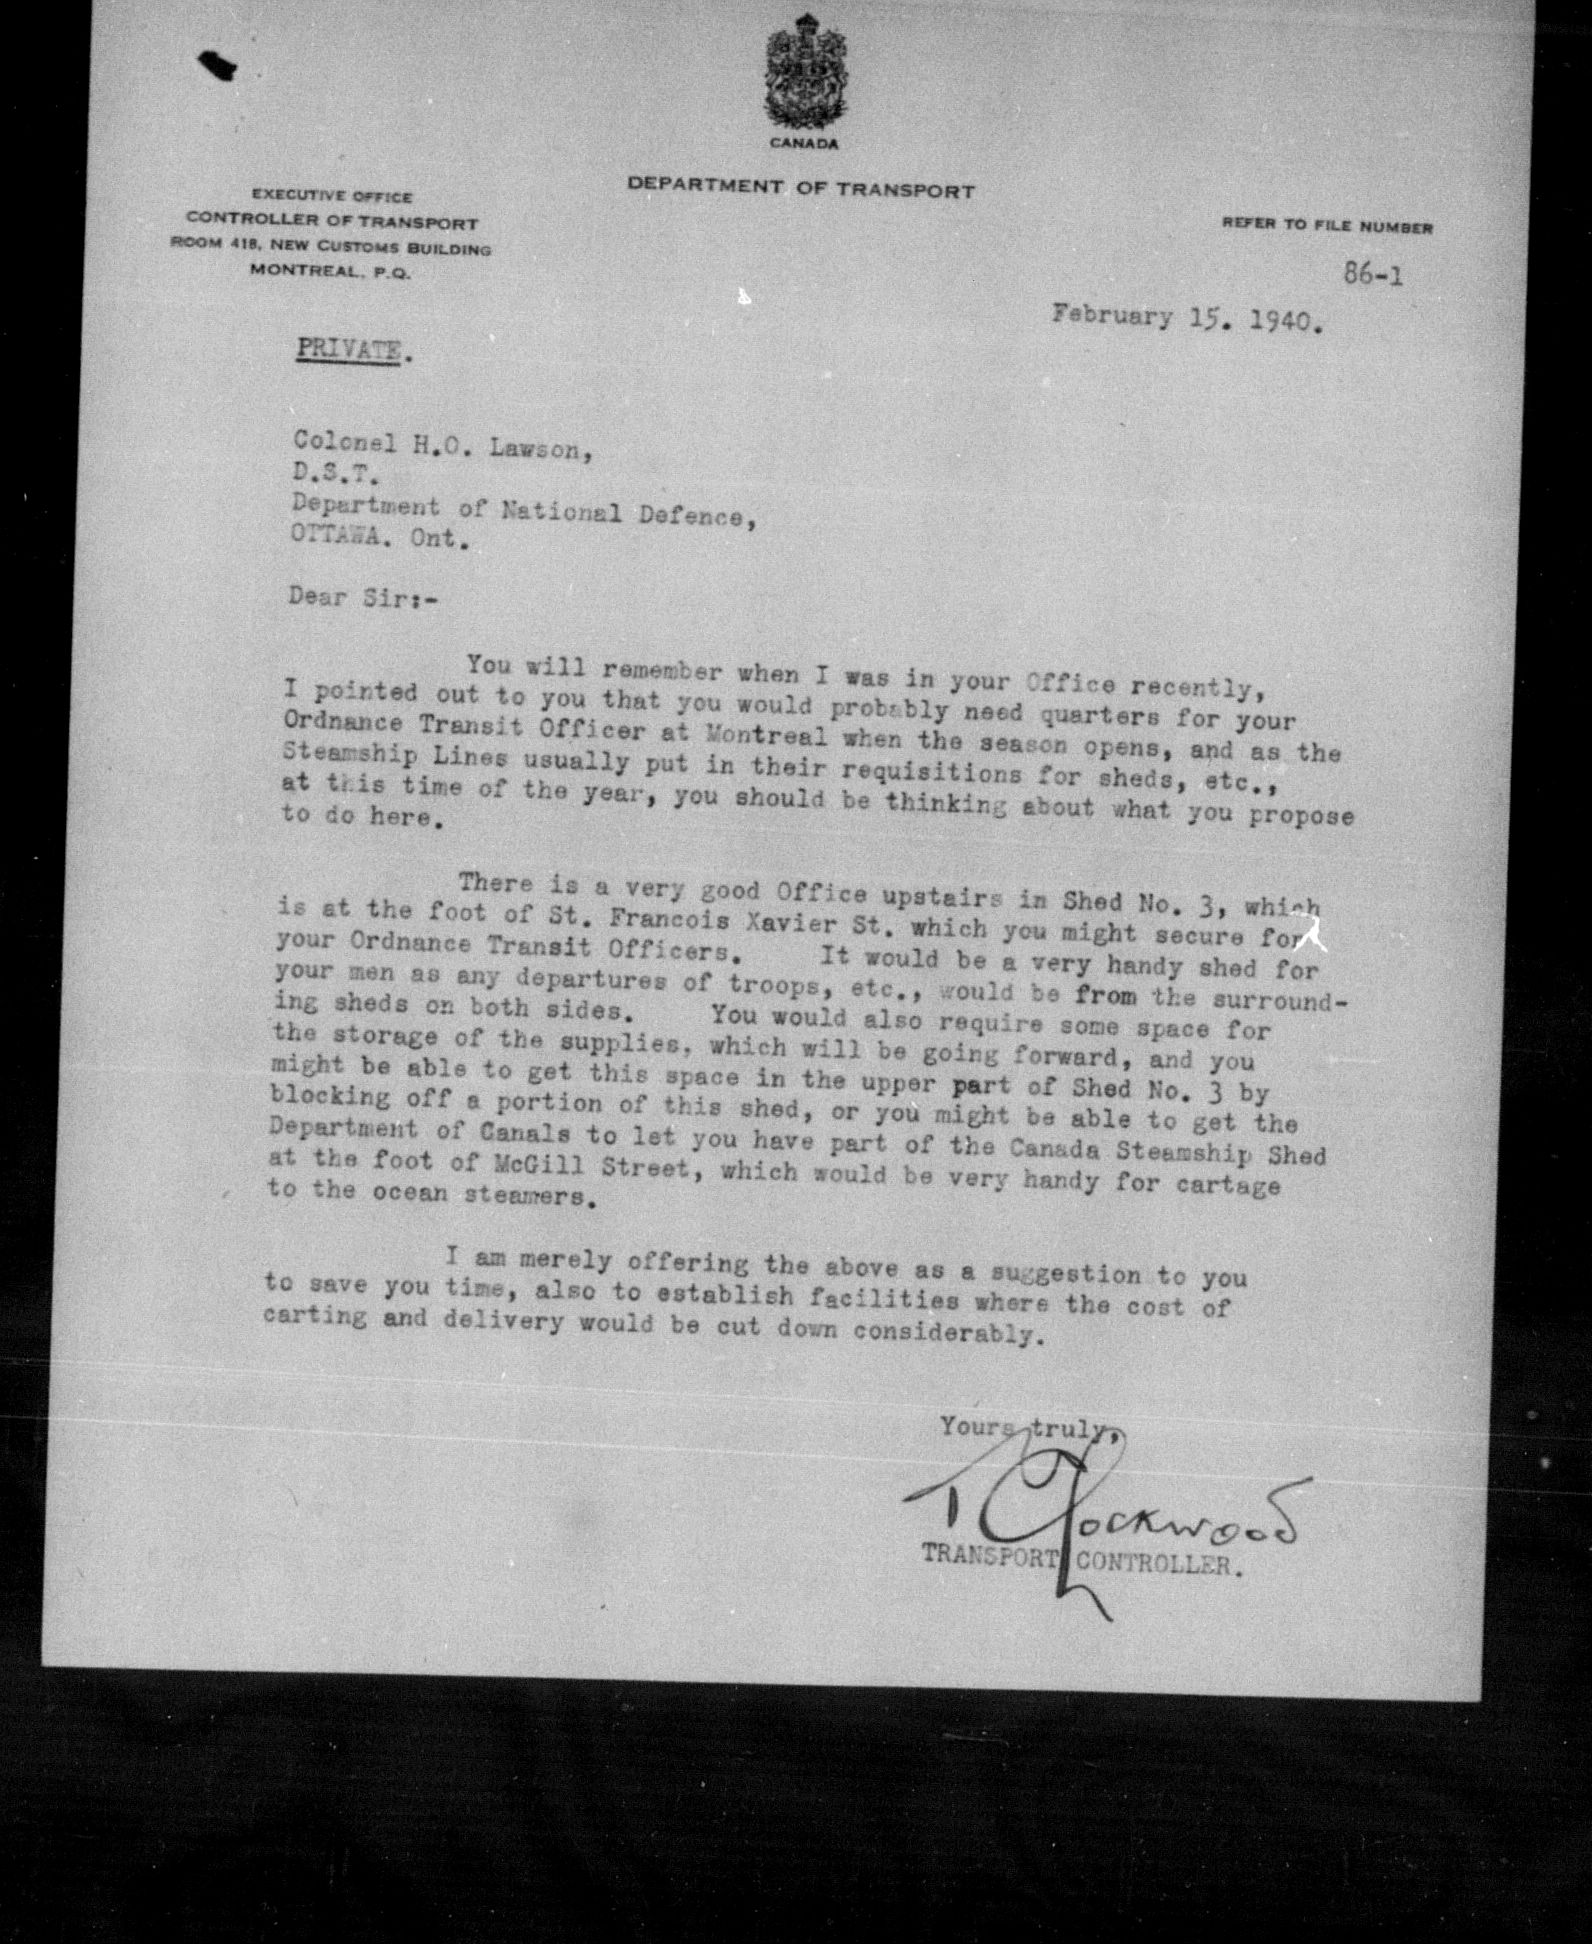 CANADA
DEPARTMENT OF TRANSPORT
EXECUTIVE OFFICE
CONTROLLER OF TRANSPORT
ROOM 418, NEW CUSTOMS BUILDING
MONTREAL, P.Q.
REFER TO FILE NUMBER
86-1
February 15. 1940.
PRIVATE.
Colonel H.O. Lawson,
D.S.T.
Department of National Defence,
OTTAWA. Ont.
Dear Sir:-
You will remember when I was in your Office recently,
I pointed out to you that you would probably need quarters for your
Ordnance Transit Officer at Montreal when the season opens, and as the
Steamship Lines usually put in their requisitions for sheds, etc.,
at this time of the year, you should be thinking about what you propose
to do here.
There is a very good Office upstairs in Shed No. 3, which
is at the foot of St. Francois Xavier St. which you might secure for
your Ordnance Transit Officers. It would be a very handy shed for
your men as any departures of troops, etc., would be from the surround-
ing sheds on both sides. You would also require some space for
the storage of the supplies, which will be going forward, and you
might be able to get this space in the upper part of Shed No. 3 by
blocking off a portion of this shed, or you might be able to get the
Department of Canals to let you have part of the Canada Steamship Shed
at the foot of McGill Street, which would be very handy for cartage
to the ocean steamers.
I am merely offering the above as a suggestion to you
to save you time, also to establish facilities where the cost of
carting and delivery would be cut down considerably.
Yours truly,
T C Lockwood
TRANSPORT CONTROLLER.